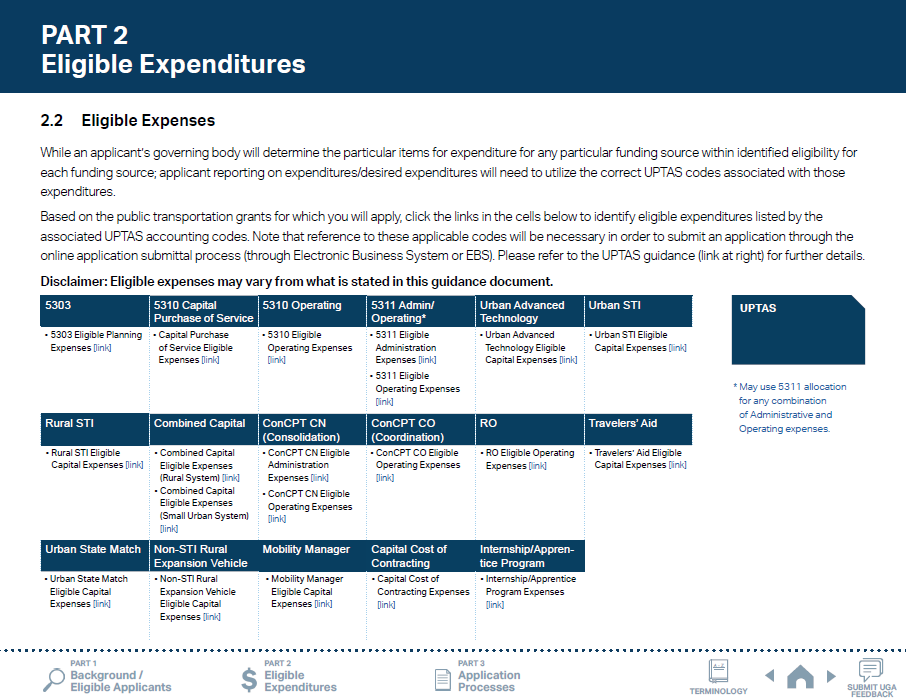 PART 2
Eligible Expenditures
2.2 Eligible Expenses
While an applicant's governing body will determine the particular items for expenditure for any particular funding source within identified eligibility for
each funding source; applicant reporting on expenditures/desired expenditures will need to utilize the correct UPTAS codes associated with those
expenditures.
Based on the public transportation grants for which you will apply, click the links in the cells below to identify eligible expenditures listed by the
associated UPTAS accounting codes. Note that reference to these applicable codes will be necessary in order to submit an application through the
online application submittal process (through Electronic Business System or EBS). Please refer to the UPTAS guidance (link at right) for further details.
Disclaimer: Eligible expenses may vary from what is stated in this guidance document.
5303
• 5303 Eligible Planning
Expenses [link]
5310 Capital
Purchase of Service
• Capital Purchase
of Service Eligible
Expenses [link]
5310 Operating
• 5310 Eligible
Operating Expenses
[link]
5311 Admin/
Operating*
• 5311 Eligible
Administration
Expenses [link]
• 5311 Eligible
Operating Expenses
[link]
Urban Advanced
Technology
• Urban Advanced
Technology Eligible
Capital Expenses [link]
Urban STI
• Urban STI Eligible
Capital Expenses [link]
UPTAS
* May use 5311 allocation
for any combination
of Administrative and
Operating expenses.
Rural STI
• Rural STI Eligible
Capital Expenses [link]
Combined Capital
• Combined Capital
Eligible Expenses
(Rural System) [link]
• Combined Capital
Eligible Expenses
(Small Urban System)
[link]
ConCPT CN
(Consolidation)
• ConCPT CN Eligible
Administration
Expenses [link]
• ConCPT CN Eligible
Operating Expenses
[link]
ConCPT CO
(Coordination)
• ConCPT CO Eligible
Operating Expenses
[link]
RO
• RO Eligible Operating
Expenses [link]
Travelers' Aid
• Travelers' Aid Eligible
Capital Expenses [link]
Urban State Match
• Urban State Match
Eligible Capital
Expenses [link]
Non-STI Rural
Expansion Vehicle
• Non-STI Rural
Expansion Vehicle
Eligible Capital
Expenses [link]
Mobility Manager
• Mobility Manager
Eligible Capital
Expenses [link]
Capital Cost of
Contracting
• Capital Cost of
Contracting Expenses
[link]
Internship/Appren-
tice Program
• Internship/Apprentice
Program Expenses
[link]
PART 1
Background /
Eligible Applicants
$
PART 2
Eligible
Expenditures
PART 3
Application
Processes
TERMINOLOGY
SUBMIT UGA
FEEDBACK